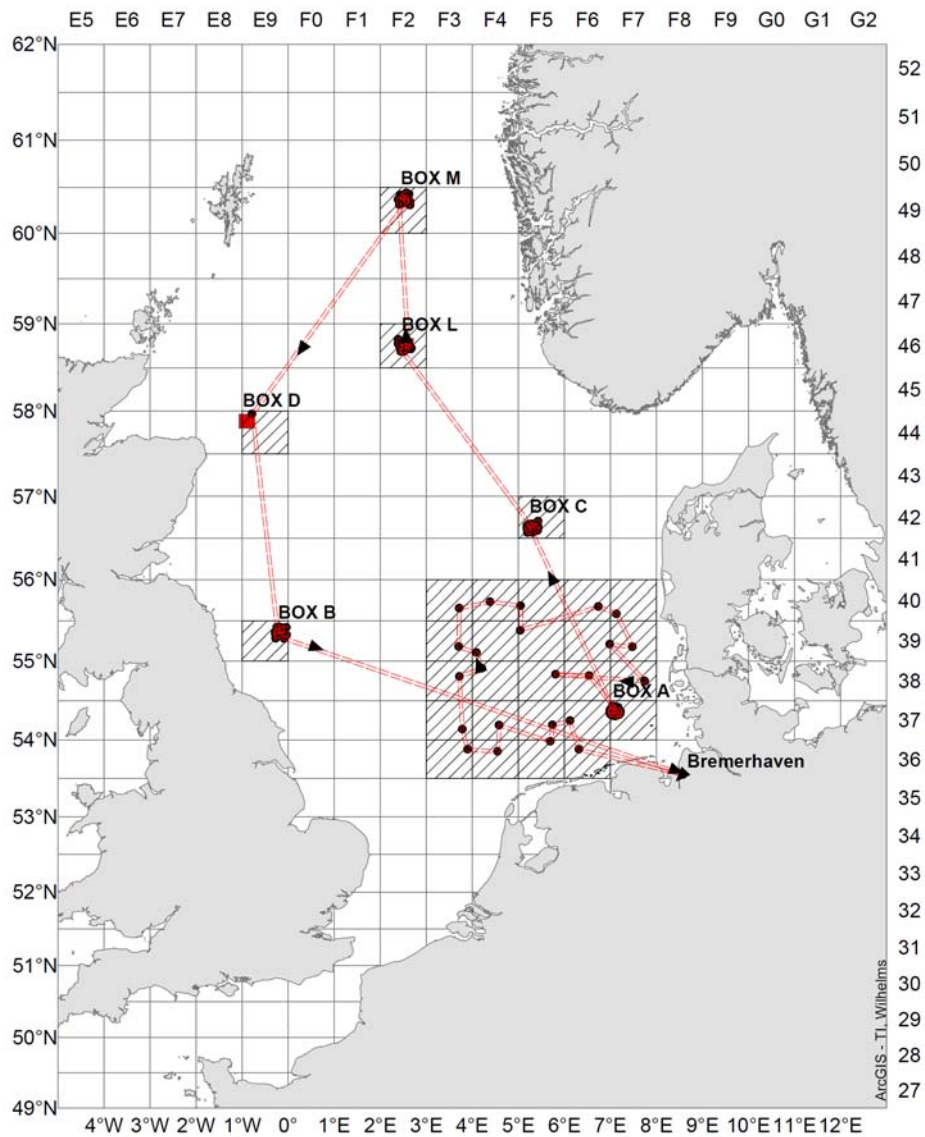 E5 E6 E7 E8 E9 F0 F1 F2 F3 F4 F5 F6 F7 F8 F9 G0 G1 G2
62°N
52
51
61°N
50
BOX M
49
60°N
48
47
59°N
BOX L
46
45
58°N
BOX D
44
43
57°N
BOX C
42
41
56°N
40
BOX B
39
55°N
38
BOX A
37
54°N
Bremerhaven
36
35
53°N
34
33
52°N
32
31
51°N
30
29
50°N
28
27
49°N
ArcGIS - TI, Wilhelms
4°W 3°W 2°W 1°W 0° 1°E 2°E 3°E 4°E 5°E 6°E 7°E 8°E 9°E 10°E 11°E 12°E